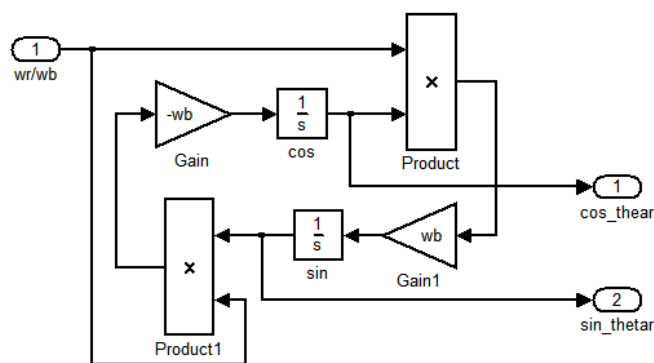 1
wr/wb
×
Product
-wb
Gain
1
s
cos
1
cos_thear
×
Product1
1
s
sin
wb
Gain1
2
sin_thetar